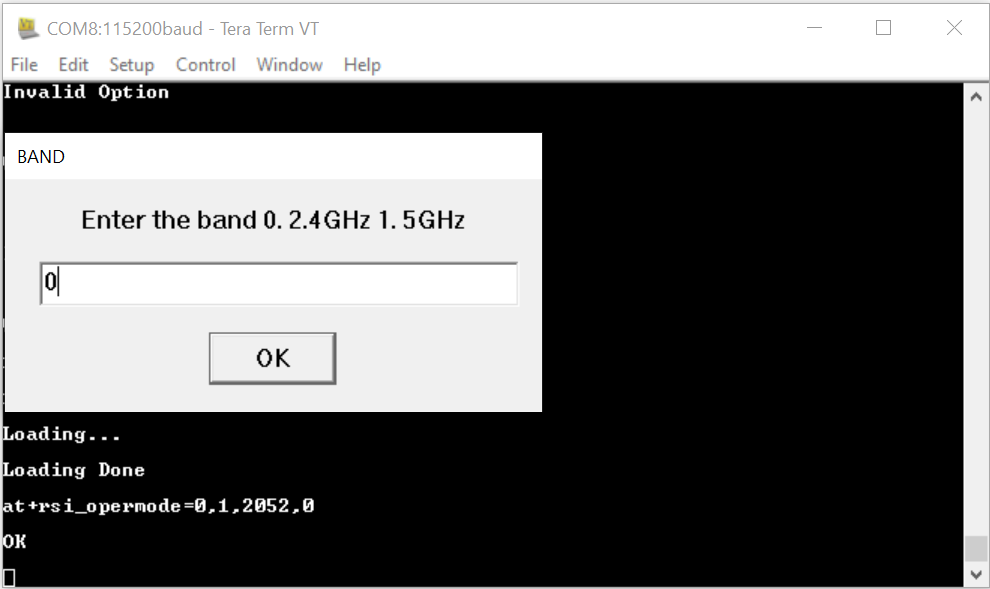 COM8:115200baud - Tera Term VT
File Edit Setup Control Window Help
Invalid Option
BAND
Enter the band 0. 2.4GHz 1. 5GHz
0
OK
Loading...
Loading Done
at+rsi_opermode=0,1,2052,0
OK